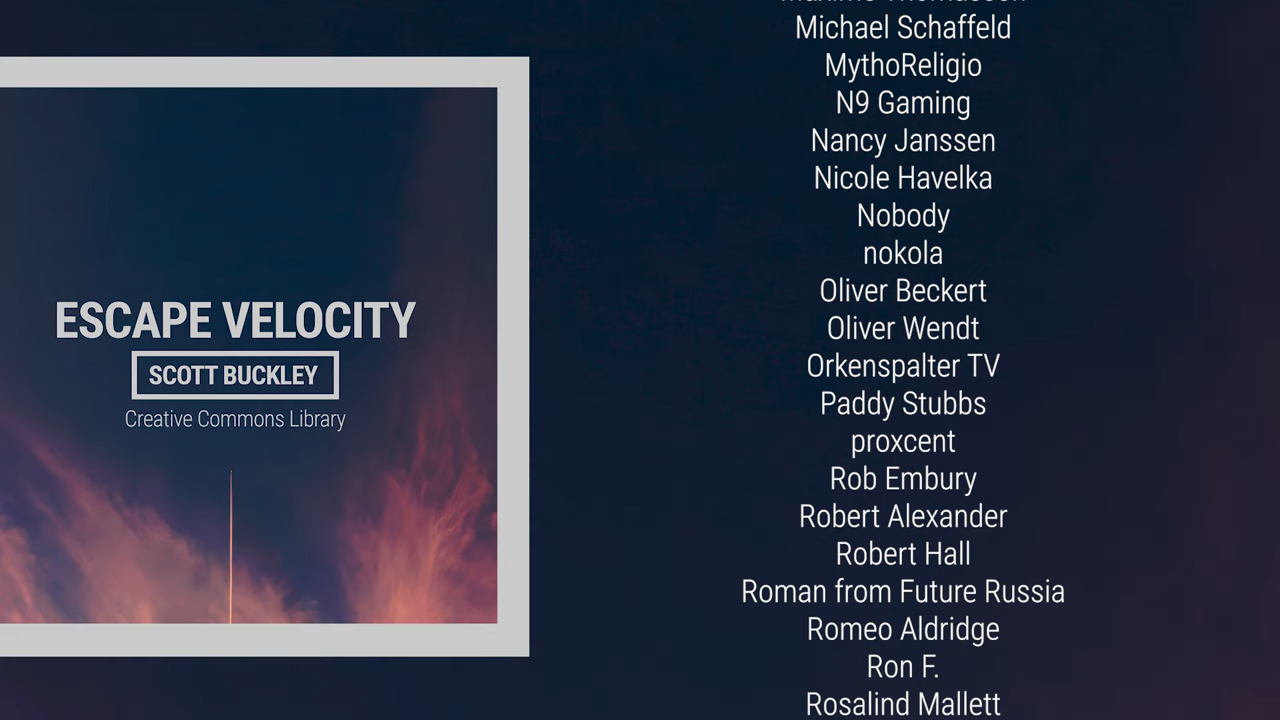 ESCAPE VELOCITY
SCOTT BUCKLEY
Creative Commons Library
Michael Schaffeld
MythoReligio
N9 Gaming
Nancy Janssen
Nicole Havelka
Nobody
nokola
Oliver Beckert
Oliver Wendt
Orkenspalter TV
Paddy Stubbs
proxcent
Rob Embury
Robert Alexander
Robert Hall
Roman from Future Russia
Romeo Aldridge
Ron F.
Rosalind Mallett